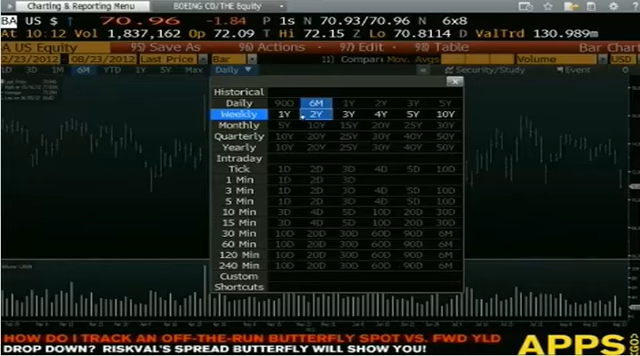 Charting & Reporting Menu BOEING CO/THE Equity
BA US $ ↑ 70.96 -1.84 P 1s N 70.93/70.96 N 6x8
At 10:12 Vol 1,837,162 Op 72.09 T Hi 72.15 Z Lo 70.8114 D ValTrd 130.989m
A US Equity 95) Save As 96) Actions 97) Edit 98) Table Bar Chart
2/23/2012 - 08/23/2012 Last Price Bar 11) Compare Mov. Avgs Volume USD
1D 3D 1M 6M YTD 1Y 5Y Max Daily Security/Study Event
Historical
Daily 90D 6M 1Y 2Y 3Y 5Y
Weekly 1Y 2Y 3Y 4Y 5Y 10Y
Monthly 5Y 10Y 15Y 20Y 25Y 30Y
Quarterly 10Y 20Y 25Y 30Y 40Y 50Y
Yearly 10Y 20Y 25Y 30Y 40Y 50Y
Intraday
Tick 1D 2D 3D 4D 5D 10D
1 Min 1D 2D 3D
3 Min 1D 2D 3D 4D 5D 10D
5 Min 1D 2D 3D 4D 5D 10D
10 Min 3D 4D 5D 10D 20D 30D
15 Min 3D 4D 5D 10D 20D 30D
30 Min 10D 20D 30D 60D 90D 6M
60 Min 10D 20D 30D 60D 90D 6M
120 Min 10D 20D 30D 60D 90D 6M
240 Min 10D 20D 30D 60D 90D 6M
Custom
Shortcuts
HOW DO I TRACK AN OFF-THE-RUN BUTTERFLY SPOT VS. FWD YLD
DROP DOWN? RISKVAL'S SPREAD BUTTERFLY WILL SHOW YOU!
APPS